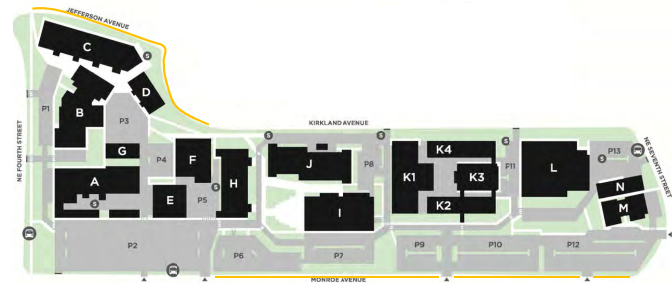 JEFFERSON AVENUE
C
S
D
P1
B
P3
KIRKLAND AVENUE
NE FOURTH STREET
NE SEVENTH STREET
S
S
G
P4
F
J
P8
K1
K4
K3
P11
L
P13
S
A
S
E
P5
S
H
I
K2
N
M
P2
P6
P7
P9
P10
P12
MONROE AVENUE